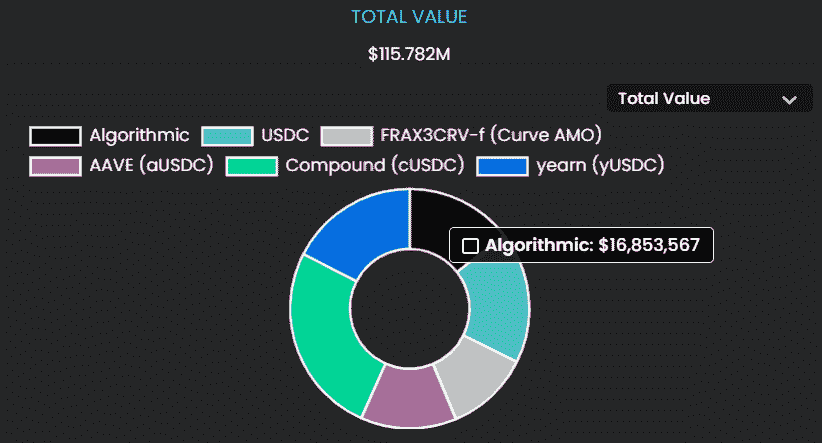 TOTAL VALUE
$115.782M
Total Value
Algorithmic USDC FRAX3CRV-f (Curve AMO)
AAVE (aUSDC) Compound (cUSDC) yearn (yUSDC)
Algorithmic: $16,853,567